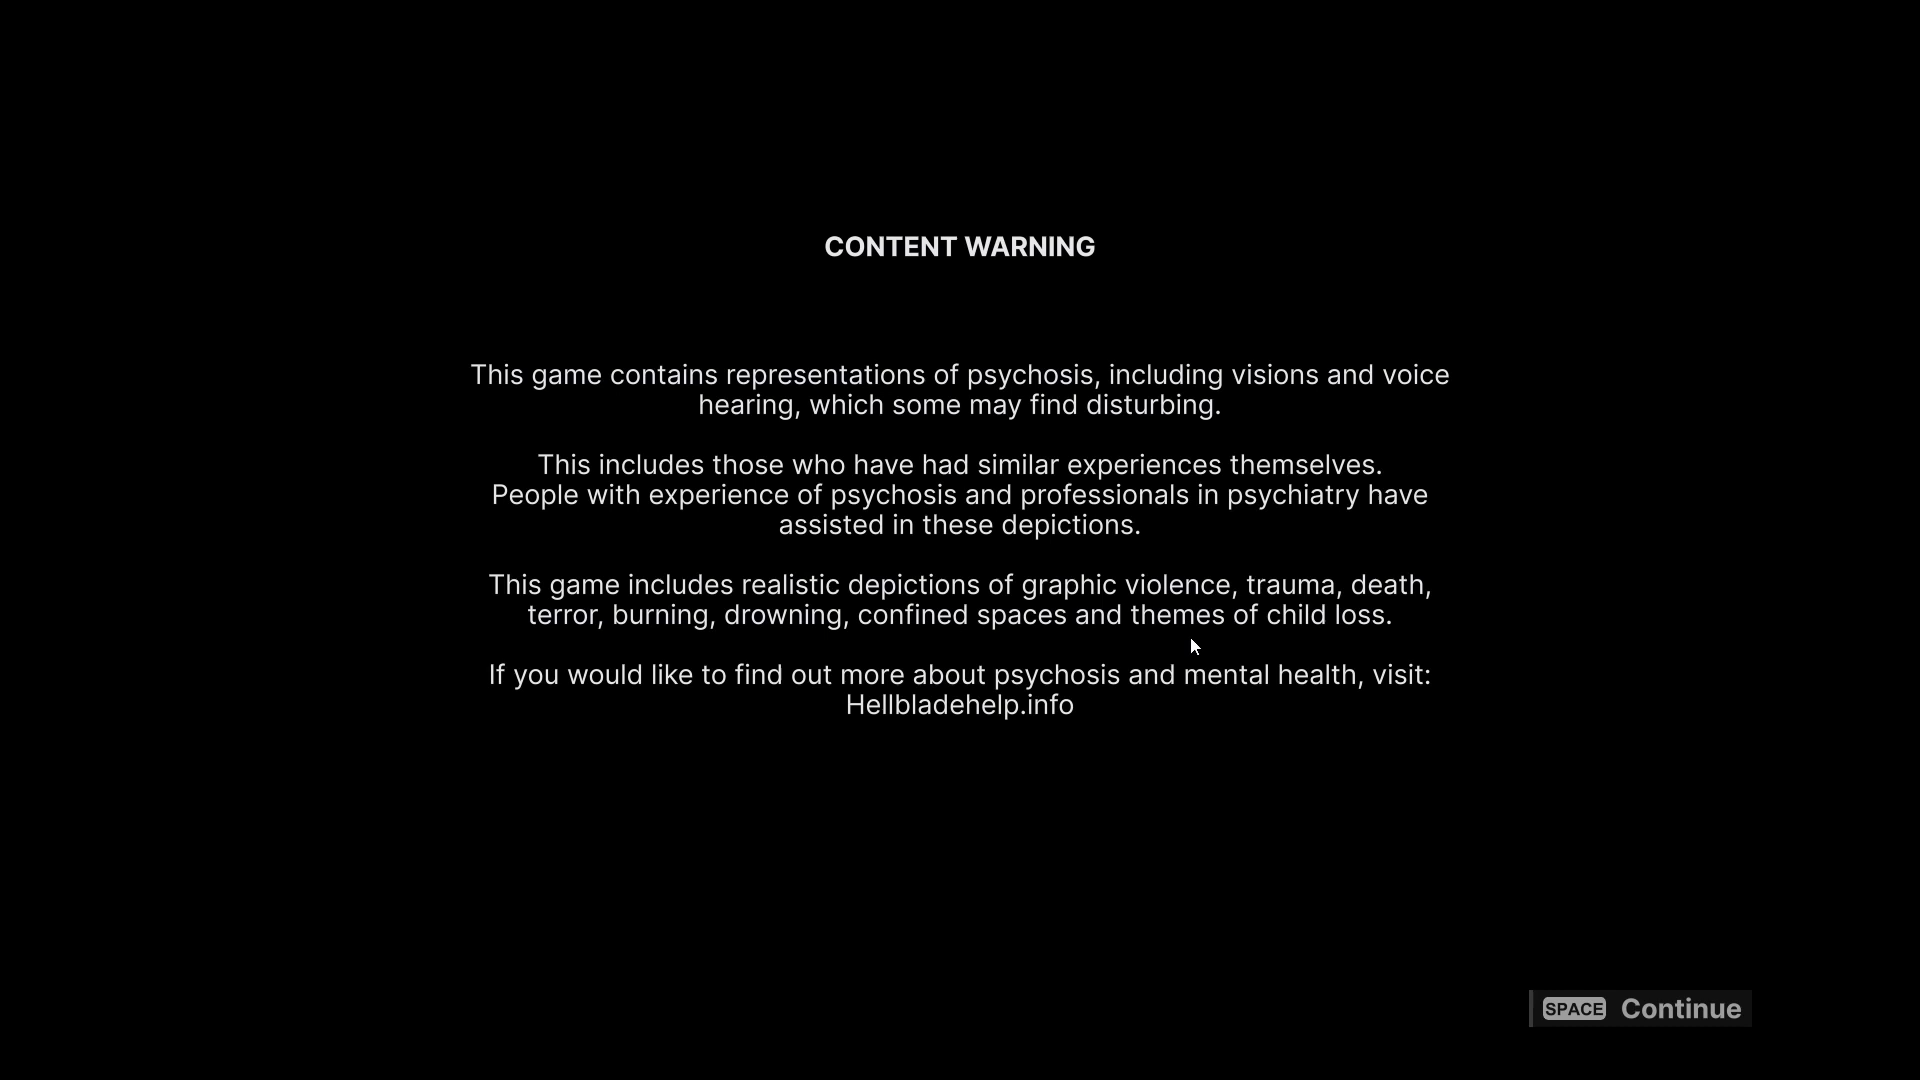 CONTENT WARNING
This game contains representations of psychosis, including visions and voice
hearing, which some may find disturbing.
This includes those who have had similar experiences themselves.
People with experience of psychosis and professionals in psychiatry have
assisted in these depictions.
This game includes realistic depictions of graphic violence, trauma, death,
terror, burning, drowning, confined spaces and themes of child loss.
If you would like to find out more about psychosis and mental health, visit:
Hellbladehelp.info
SPACE Continue